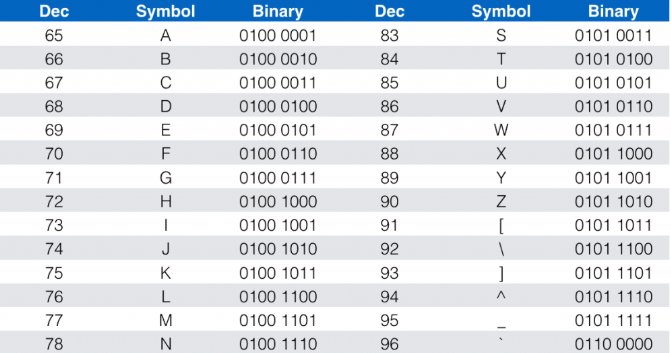 Dec Symbol Binary Dec Symbol Binary
65 A 0100 0001 83 S 0101 0011
66 B 0100 0010 84 T 0101 0100
67 C 0100 0011 85 U 0101 0101
68 D 0100 0100 86 V 0101 0110
69 E 0100 0101 87 W 0101 0111
70 F 0100 0110 88 X 0101 1000
71 G 0100 0111 89 Y 0101 1001
72 H 0100 1000 90 Z 0101 1010
73 I 0100 1001 91 [ 0101 1011
74 J 0100 1010 92 \ 0101 1100
75 K 0100 1011 93 ] 0101 1101
76 L 0100 1100 94 ^ 0101 1110
77 M 0100 1101 95 _ 0101 1111
78 N 0100 1110 96 ` 0110 0000